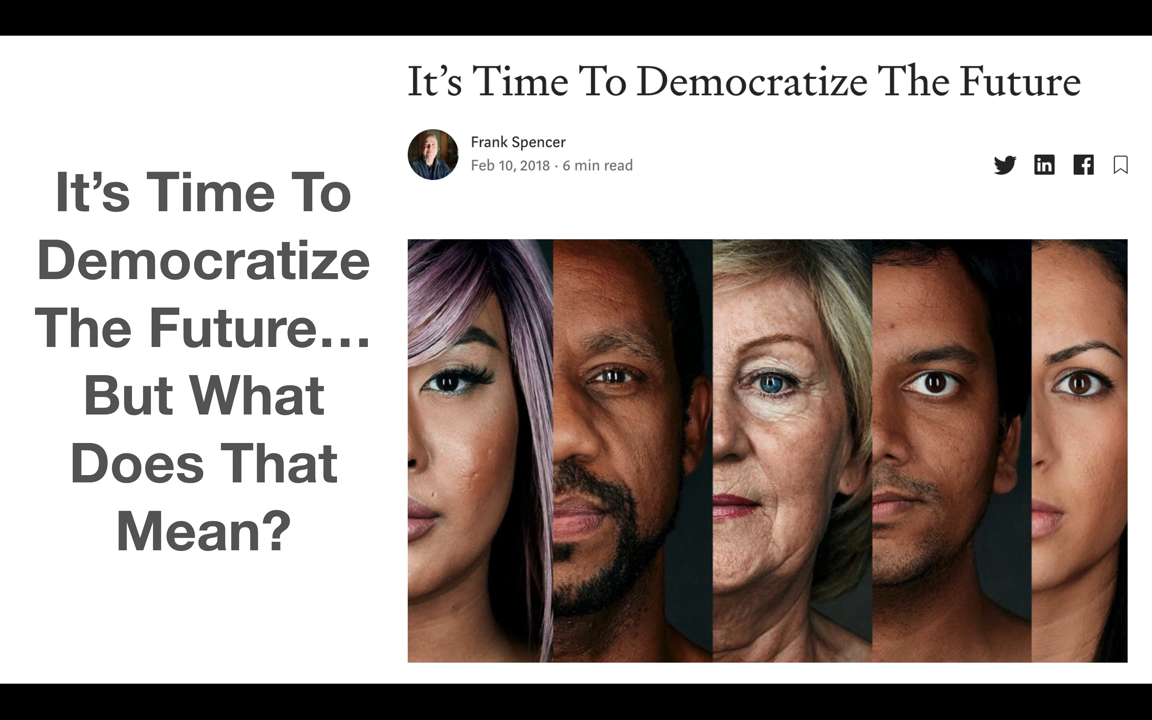 It’s Time To
Democratize
The Future…
But What
Does That
Mean?
It’s Time To Democratize The Future
Frank Spencer
Feb 10, 2018 · 6 min read